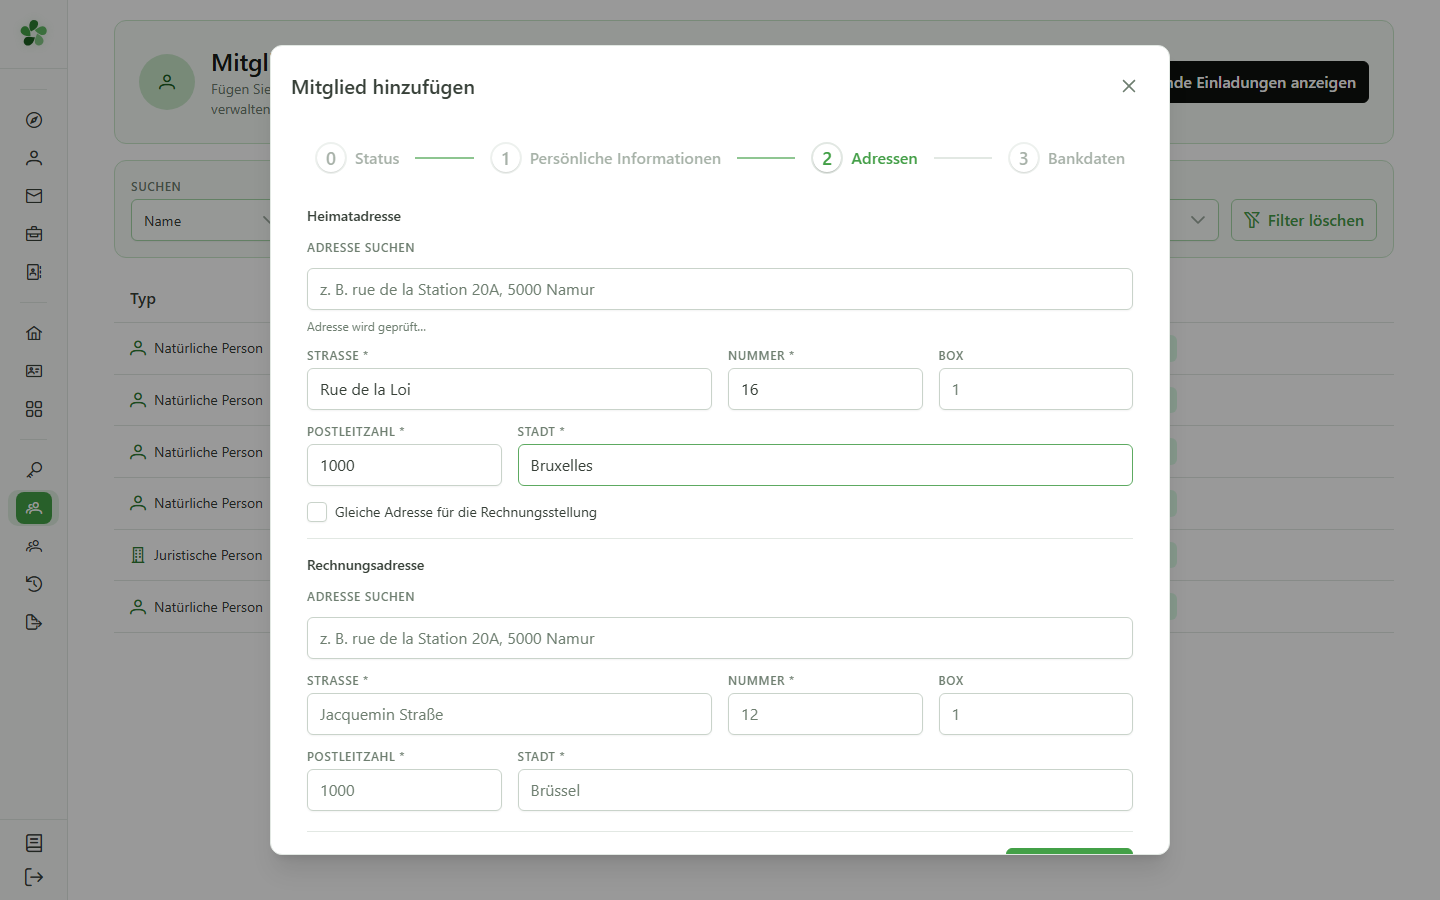 Mitgl
Fügen Sie
verwalten
nde Einladungen anzeigen
SUCHEN
Name
Filter löschen
Typ
Natürliche Person
Natürliche Person
Natürliche Person
Natürliche Person
Juristische Person
Natürliche Person
Mitglied hinzufügen
0 Status
1 Persönliche Informationen
2 Adressen
3 Bankdaten
Heimatadresse
ADRESSE SUCHEN
z. B. rue de la Station 20A, 5000 Namur
Adresse wird geprüft...
STRASSE * NUMMER * BOX
Rue de la Loi 16 1
POSTLEITZAHL * STADT *
1000 Bruxelles
Gleiche Adresse für die Rechnungsstellung
Rechnungsadresse
ADRESSE SUCHEN
z. B. rue de la Station 20A, 5000 Namur
STRASSE * NUMMER * BOX
Jacquemin Straße 12 1
POSTLEITZAHL * STADT *
1000 Brüssel